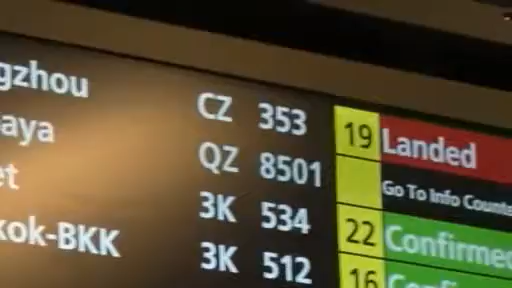 gzhou CZ 353 19 Landed
aya QZ 8501 Go To Info Counte
et 3K 534 22 Confirmed
kok-BKK 3K 512 16